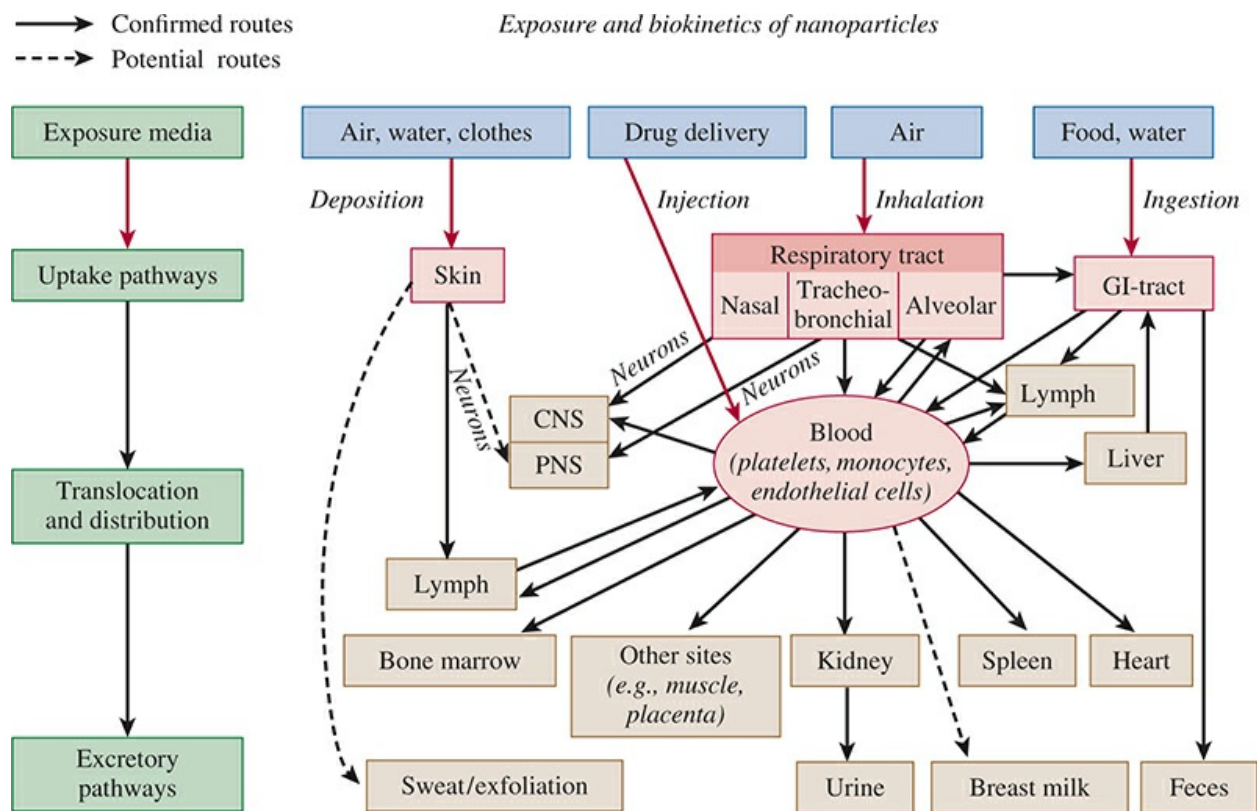 Confirmed routes
Exposure and biokinetics of nanoparticles
Potential routes
Exposure media
Air, water, clothes
Drug delivery
Air
Food, water
Deposition
Injection
Inhalation
Ingestion
Uptake pathways
Skin
Respiratory tract
Nasal
Tracheo-
bronchial
Alveolar
GI-tract
Neurons
Neurons
Neurons
CNS
PNS
Lymph
Blood
(platelets, monocytes,
endothelial cells)
Liver
Translocation
and distribution
Lymph
Bone marrow
Other sites
(e.g., muscle,
placenta)
Kidney
Spleen
Heart
Excretory
pathways
Sweat/exfoliation
Urine
Breast milk
Feces